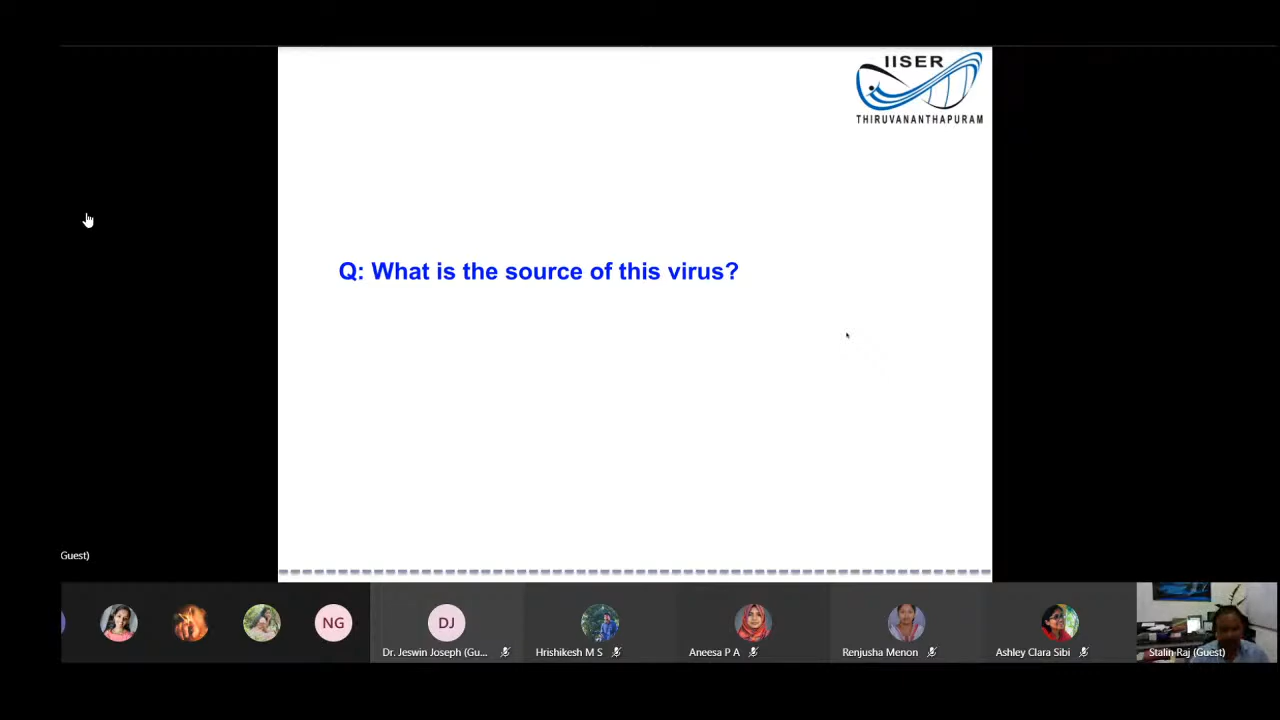 IISER
THIRUVANANTHAPURAM
Q: What is the source of this virus?
Guest)
NG
DJ
Dr. Jeswin Joseph (Gu...
Hrishikesh M S
Aneesa P A
Renjusha Menon
Ashley Clara Sibi
Stalin Raj (Guest)